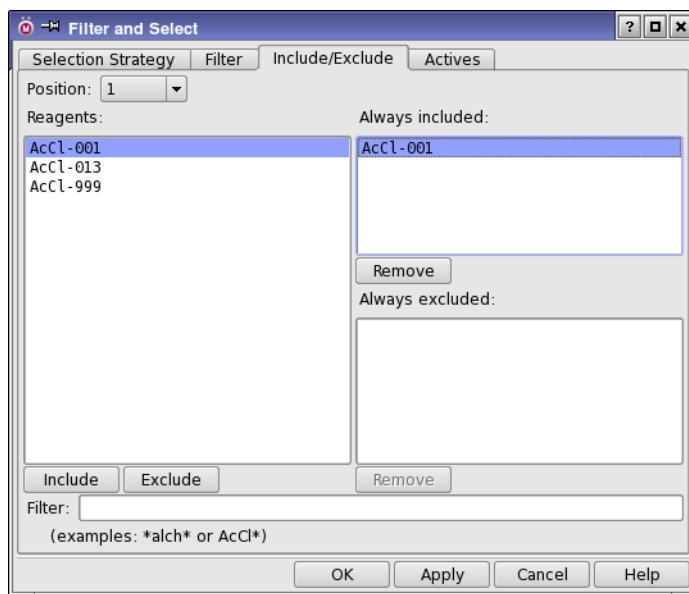 Filter and Select
Selection Strategy Filter Include/Exclude Actives
Position: 1
Reagents:
AcCl-001
AcCl-013
AcCl-999
Include Exclude
Always included:
AcCl-001
Remove
Always excluded:
Remove
Filter:
(examples: *alch* or AcCl*)
OK Apply Cancel Help